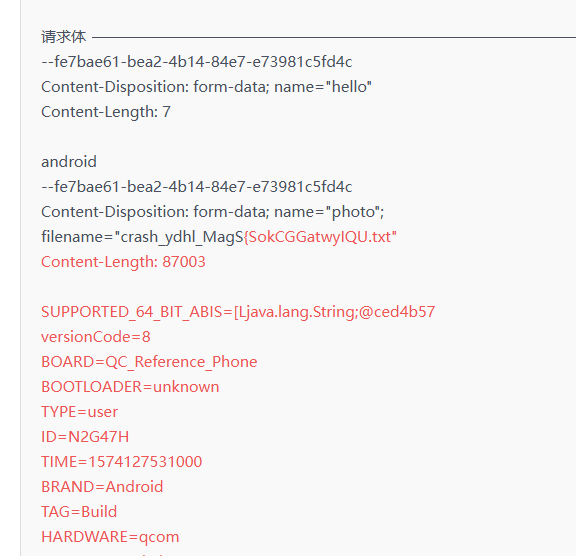 请求体
--fe7bae61-bea2-4b14-84e7-e73981c5fd4c
Content-Disposition: form-data; name="hello"
Content-Length: 7
android
--fe7bae61-bea2-4b14-84e7-e73981c5fd4c
Content-Disposition: form-data; name="photo";
filename="crash_ydhl_MagS{SokCGGatwyIQU.txt"
Content-Length: 87003
SUPPORTED_64_BIT_ABIS=[Ljava.lang.String;@ced4b57
versionCode=8
BOARD=QC_Reference_Phone
BOOTLOADER=unknown
TYPE=user
ID=N2G47H
TIME=1574127531000
BRAND=Android
TAG=Build
HARDWARE=qcom